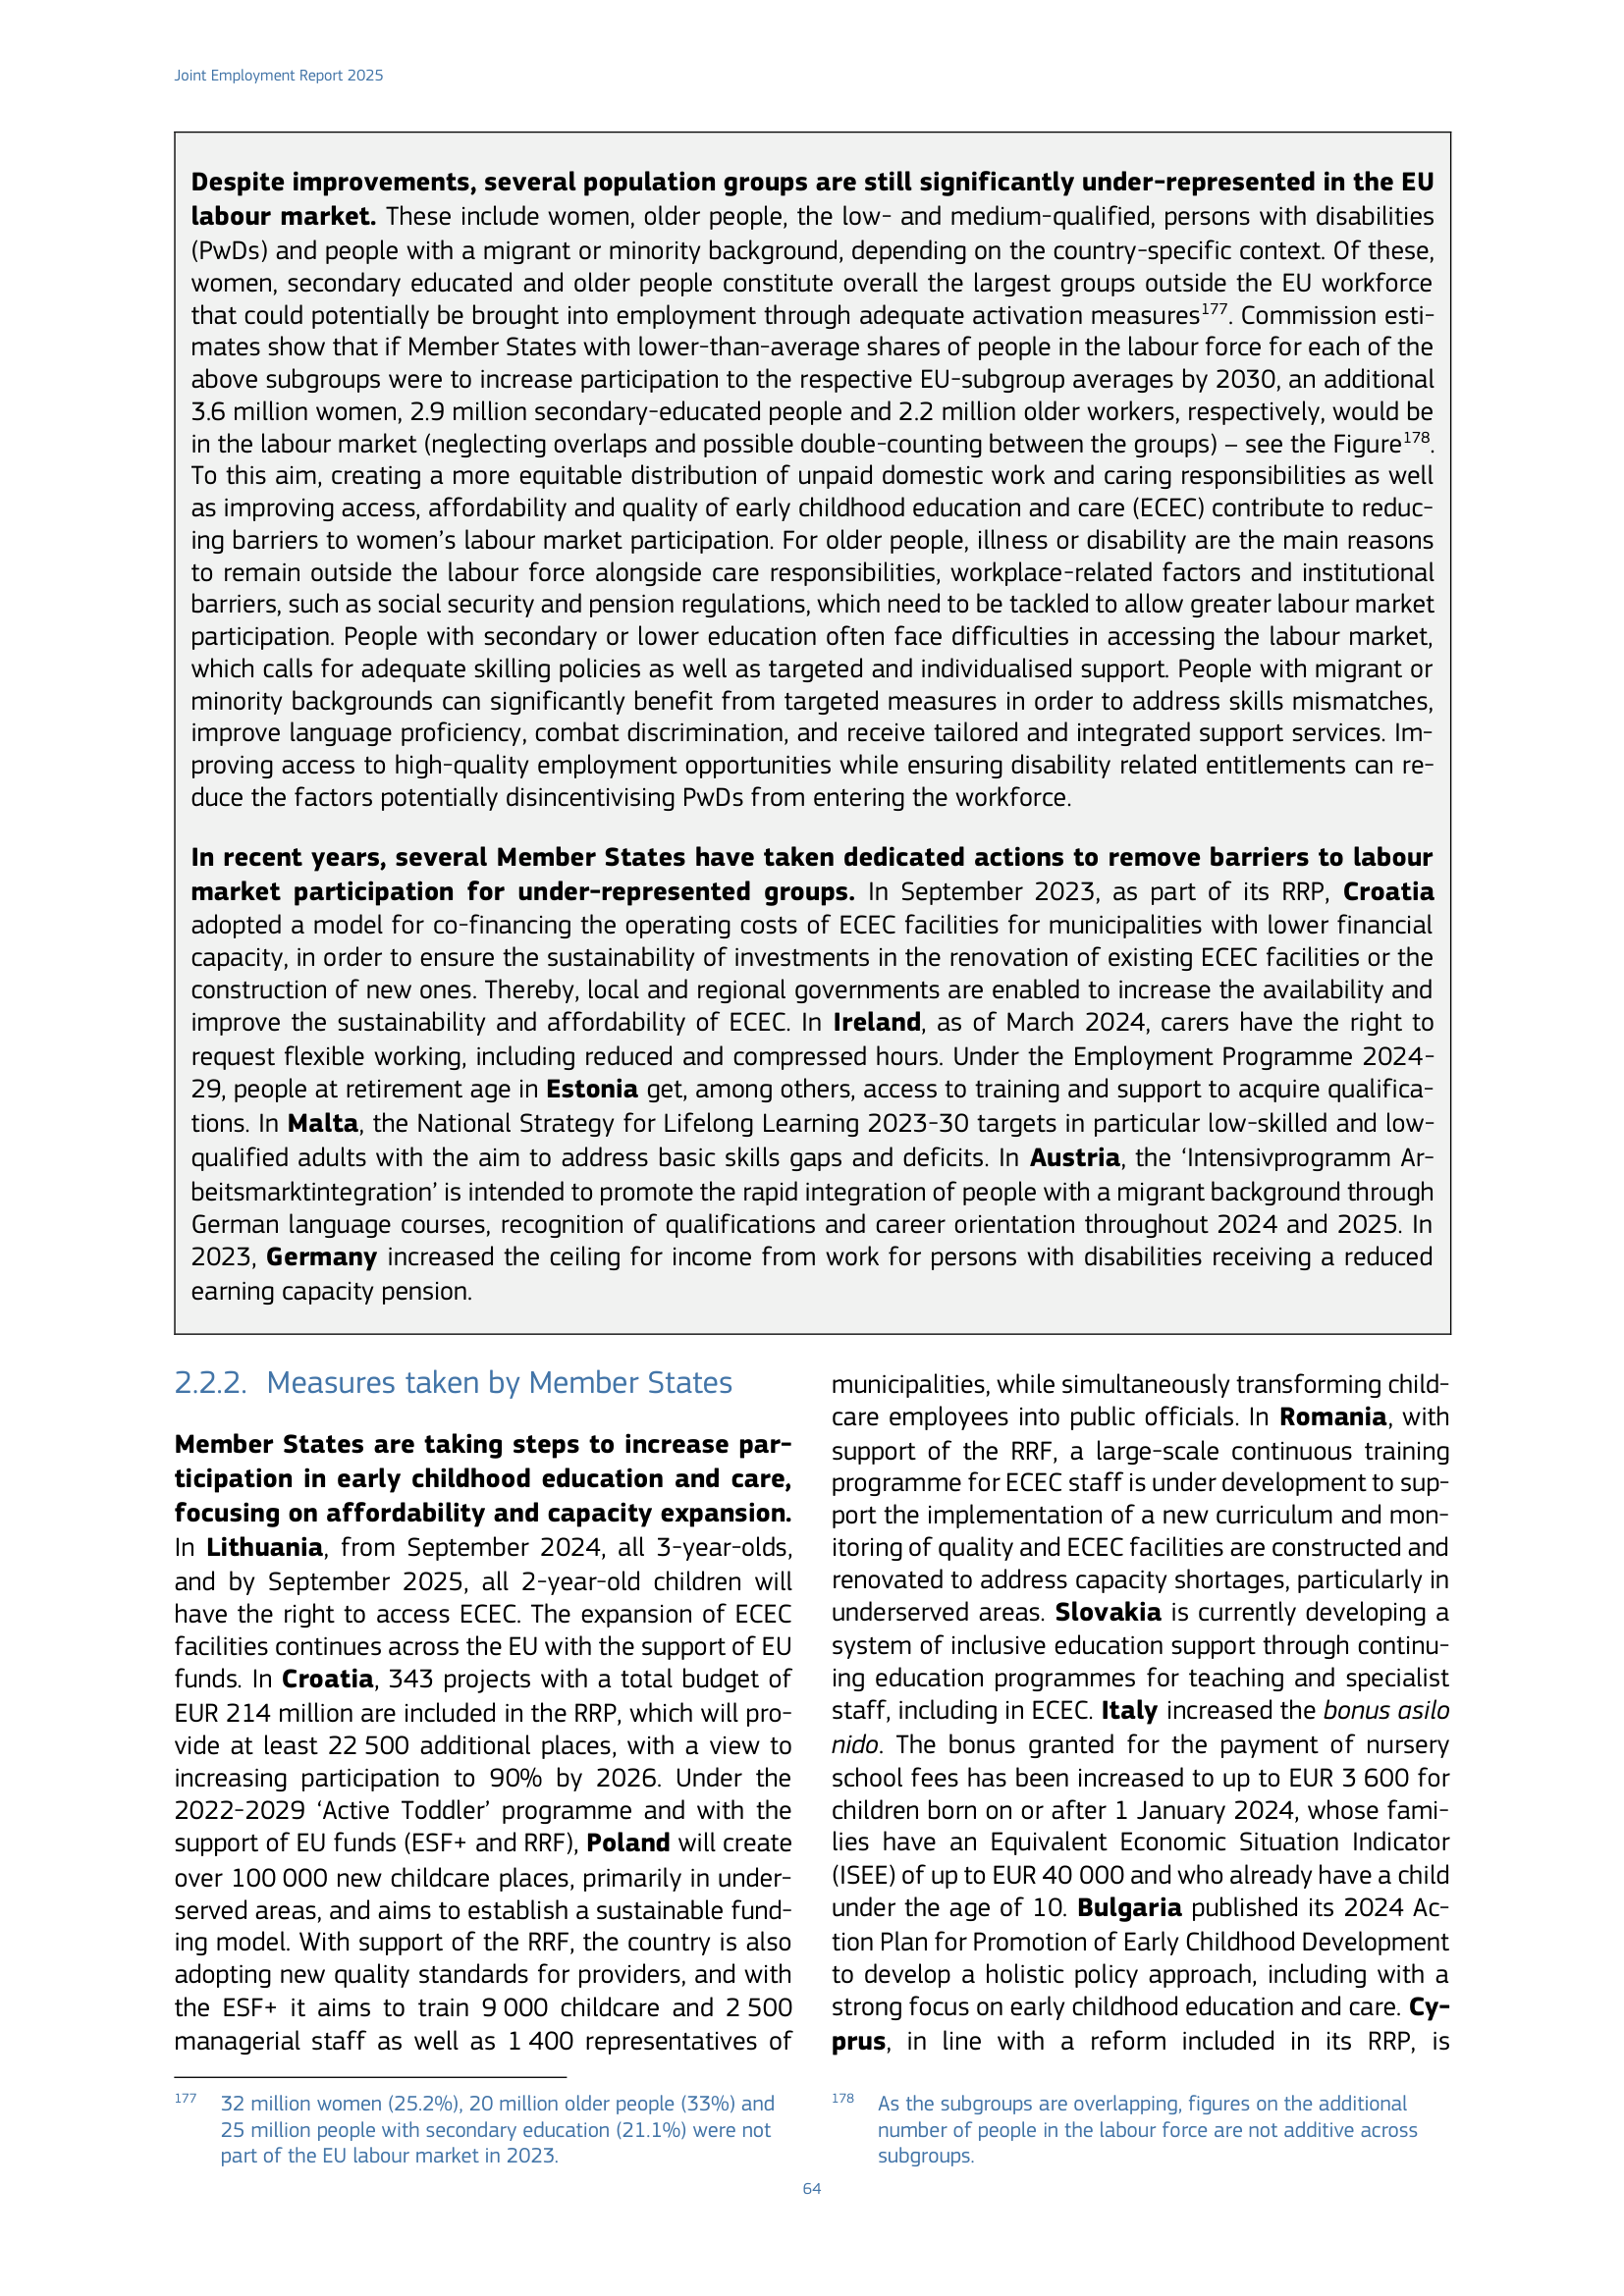 Joint Employment Report 2025
Despite improvements, several population groups are still significantly under-represented in the EU
labour market. These include women, older people, the low- and medium-qualified, persons with disabilities
(PwDs) and people with a migrant or minority background, depending on the country-specific context. Of these,
women, secondary educated and older people constitute overall the largest groups outside the EU workforce
that could potentially be brought into employment through adequate activation measures177. Commission esti-
mates show that if Member States with lower-than-average shares of people in the labour force for each of the
above subgroups were to increase participation to the respective EU-subgroup averages by 2030, an additional
3.6 million women, 2.9 million secondary-educated people and 2.2 million older workers, respectively, would be
in the labour market (neglecting overlaps and possible double-counting between the groups) – see the Figure178.
To this aim, creating a more equitable distribution of unpaid domestic work and caring responsibilities as well
as improving access, affordability and quality of early childhood education and care (ECEC) contribute to reduc-
ing barriers to women's labour market participation. For older people, illness or disability are the main reasons
to remain outside the labour force alongside care responsibilities, workplace-related factors and institutional
barriers, such as social security and pension regulations, which need to be tackled to allow greater labour market
participation. People with secondary or lower education often face difficulties in accessing the labour market,
which calls for adequate skilling policies as well as targeted and individualised support. People with migrant or
minority backgrounds can significantly benefit from targeted measures in order to address skills mismatches,
improve language proficiency, combat discrimination, and receive tailored and integrated support services. Im-
proving access to high-quality employment opportunities while ensuring disability related entitlements can re-
duce the factors potentially disincentivising PwDs from entering the workforce.
In recent years, several Member States have taken dedicated actions to remove barriers to labour
market participation for under-represented groups. In September 2023, as part of its RRP, Croatia
adopted a model for co-financing the operating costs of ECEC facilities for municipalities with lower financial
capacity, in order to ensure the sustainability of investments in the renovation of existing ECEC facilities or the
construction of new ones. Thereby, local and regional governments are enabled to increase the availability and
improve the sustainability and affordability of ECEC. In Ireland, as of March 2024, carers have the right to
request flexible working, including reduced and compressed hours. Under the Employment Programme 2024-
29, people at retirement age in Estonia get, among others, access to training and support to acquire qualifica-
tions. In Malta, the National Strategy for Lifelong Learning 2023-30 targets in particular low-skilled and low-
qualified adults with the aim to address basic skills gaps and deficits. In Austria, the ‘Intensivprogramm Ar-
beitsmarktintegration’ is intended to promote the rapid integration of people with a migrant background through
German language courses, recognition of qualifications and career orientation throughout 2024 and 2025. In
2023, Germany increased the ceiling for income from work for persons with disabilities receiving a reduced
earning capacity pension.
2.2.2. Measures taken by Member States
Member States are taking steps to increase par-
ticipation in early childhood education and care,
focusing on affordability and capacity expansion.
In Lithuania, from September 2024, all 3-year-olds,
and by September 2025, all 2-year-old children will
have the right to access ECEC. The expansion of ECEC
facilities continues across the EU with the support of EU
funds. In Croatia, 343 projects with a total budget of
EUR 214 million are included in the RRP, which will pro-
vide at least 22 500 additional places, with a view to
increasing participation to 90% by 2026. Under the
2022-2029 ‘Active Toddler’ programme and with the
support of EU funds (ESF+ and RRF), Poland will create
over 100 000 new childcare places, primarily in under-
served areas, and aims to establish a sustainable fund-
ing model. With support of the RRF, the country is also
adopting new quality standards for providers, and with
the ESF+ it aims to train 9 000 childcare and 2 500
managerial staff as well as 1 400 representatives of
municipalities, while simultaneously transforming child-
care employees into public officials. In Romania, with
support of the RRF, a large-scale continuous training
programme for ECEC staff is under development to sup-
port the implementation of a new curriculum and mon-
itoring of quality and ECEC facilities are constructed and
renovated to address capacity shortages, particularly in
underserved areas. Slovakia is currently developing a
system of inclusive education support through continu-
ing education programmes for teaching and specialist
staff, including in ECEC. Italy increased the bonus asilo
nido. The bonus granted for the payment of nursery
school fees has been increased to up to EUR 3 600 for
children born on or after 1 January 2024, whose fami-
lies have an Equivalent Economic Situation Indicator
(ISEE) of up to EUR 40 000 and who already have a child
under the age of 10. Bulgaria published its 2024 Ac-
tion Plan for Promotion of Early Childhood Development
to develop a holistic policy approach, including with a
strong focus on early childhood education and care. Cy-
prus, in line with a reform included in its RRP, is
177 32 million women (25.2%), 20 million older people (33%) and
25 million people with secondary education (21.1%) were not
part of the EU labour market in 2023.
178 As the subgroups are overlapping, figures on the additional
number of people in the labour force are not additive across
subgroups.
64